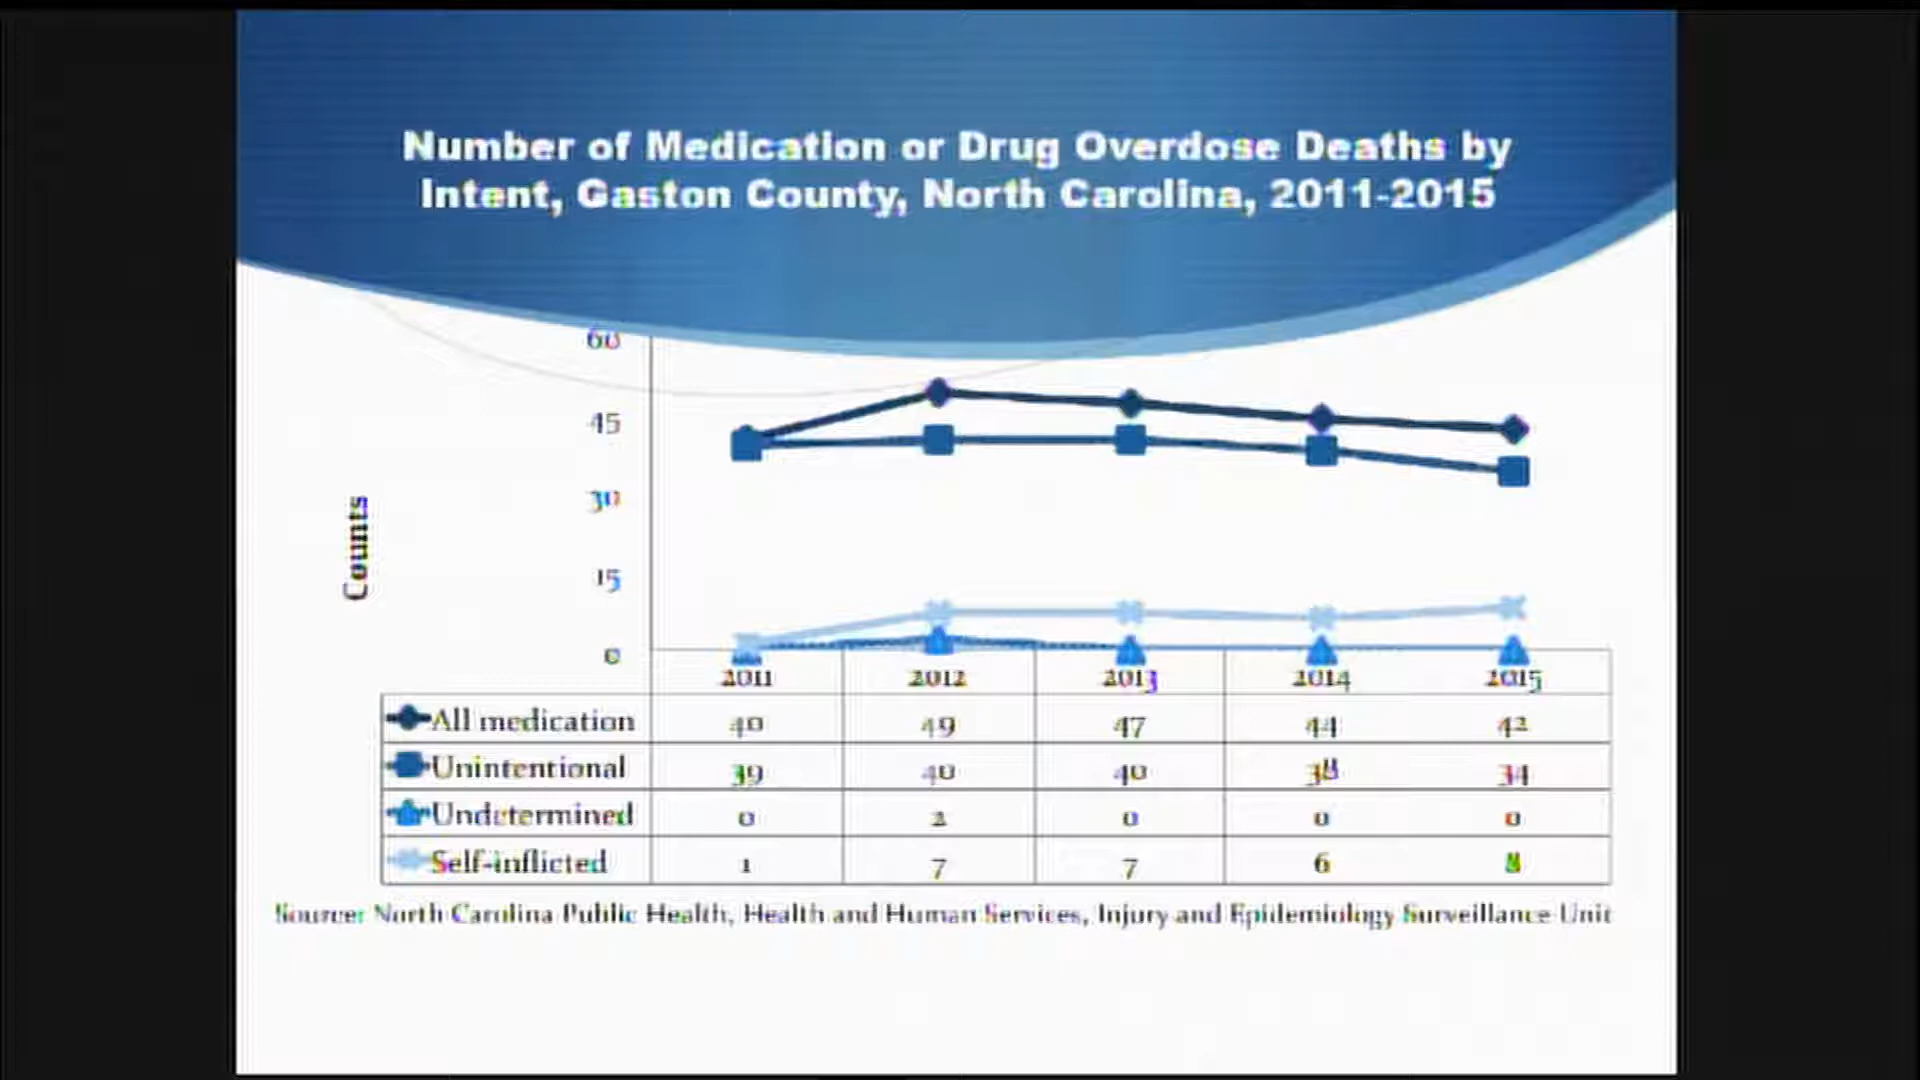 Number of Medication or Drug Overdose Deaths by
Intent, Gaston County, North Carolina, 2011-2015
60
45
30
15
0
Counts
2011 2012 2013 2014 2015
All medication 40 49 47 44 42
Unintentional 39 40 40 38 34
Undetermined 0 2 0 0 0
Self-inflicted 1 7 7 6 8
Source: North Carolina Public Health, Health and Human Services, Injury and Epidemiology Surveillance Unit